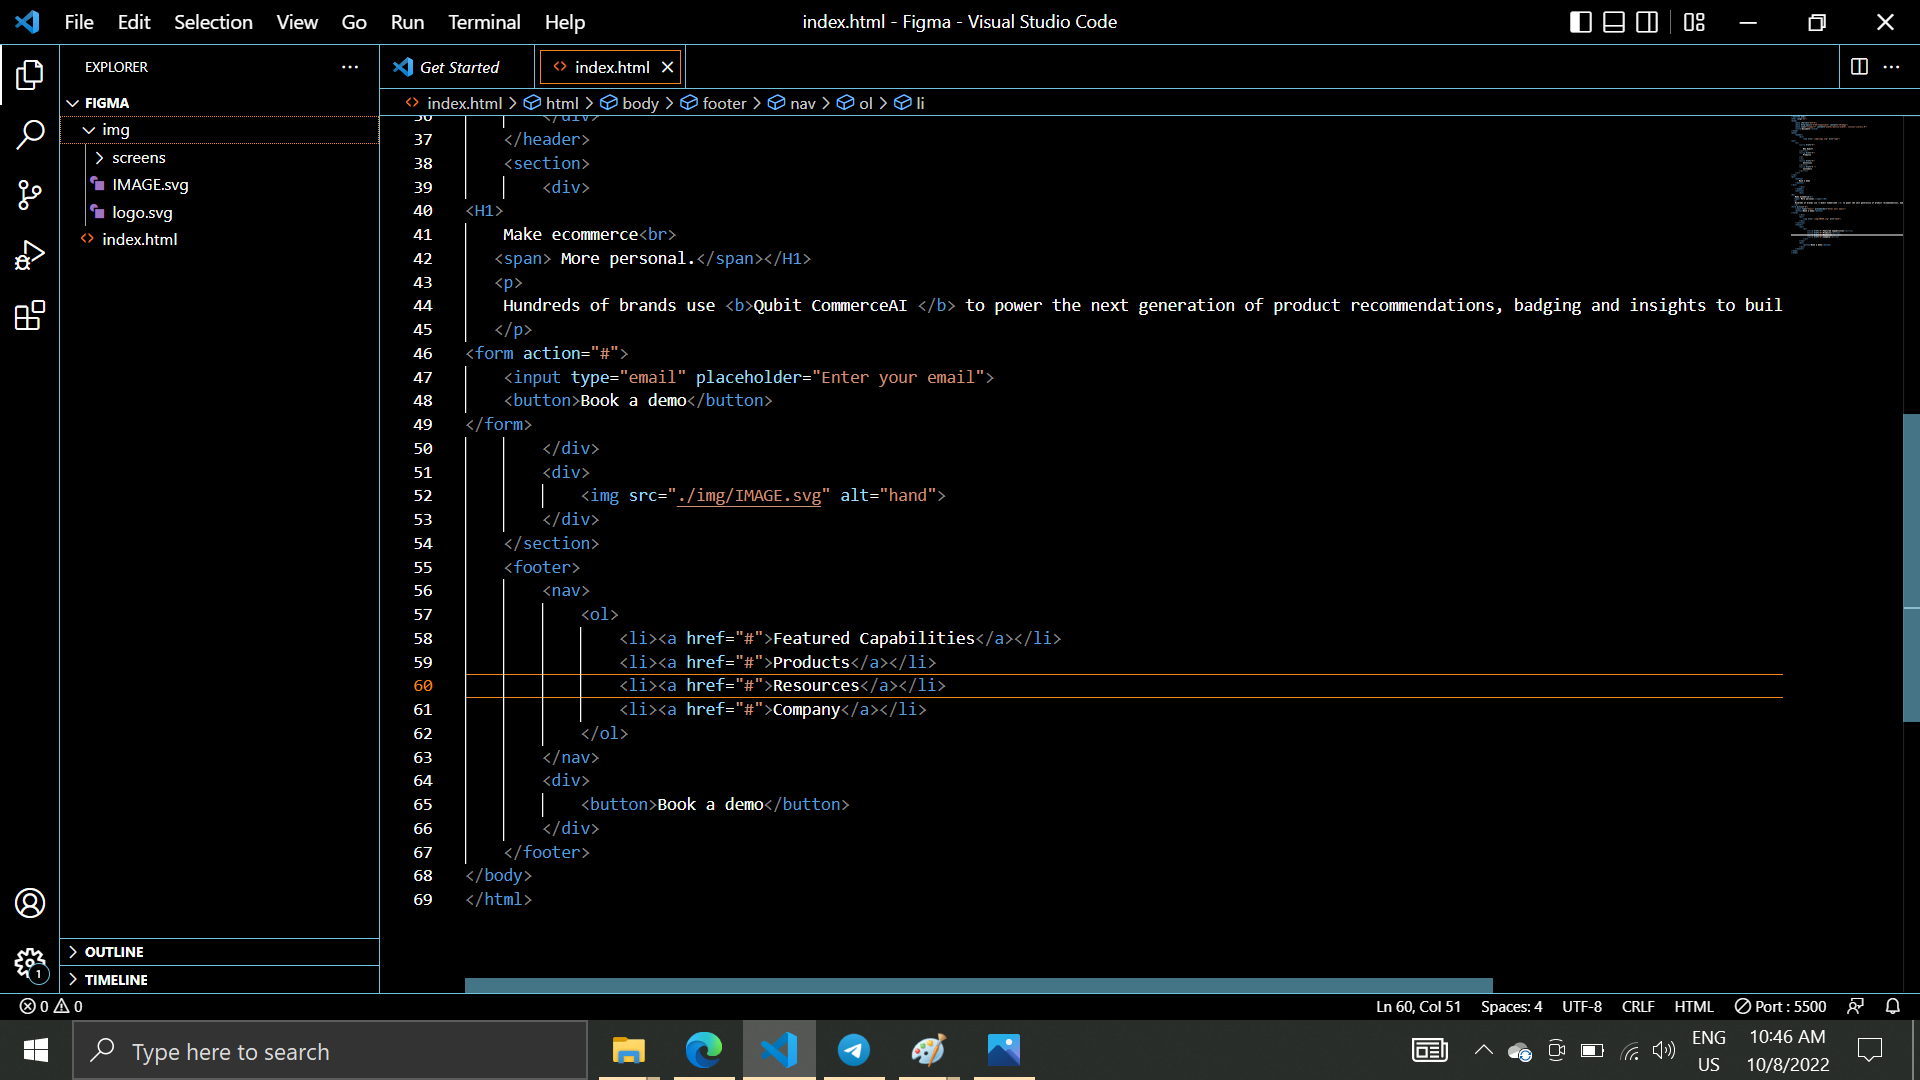 File Edit Selection View Go Run Terminal Help
index.html - Figma - Visual Studio Code
EXPLORER
FIGMA
img
screens
IMAGE.svg
logo.svg
index.html
OUTLINE
TIMELINE
Get Started
index.html
index.html > html > body > footer > nav > ol > li
36 </div>
37 </header>
38 <section>
39 <div>
40 <H1>
41 Make ecommerce<br>
42 <span> More personal.</span></H1>
43 <p>
44 Hundreds of brands use <b>Qubit CommerceAI </b> to power the next generation of product recommendations, badging and insights to buil
45 </p>
46 <form action="#">
47 <input type="email" placeholder="Enter your email">
48 <button>Book a demo</button>
49 </form>
50 </div>
51 <div>
52 <img src="./img/IMAGE.svg" alt="hand">
53 </div>
54 </section>
55 <footer>
56 <nav>
57 <ol>
58 <li><a href="#">Featured Capabilities</a></li>
59 <li><a href="#">Products</a></li>
60 <li><a href="#">Resources</a></li>
61 <li><a href="#">Company</a></li>
62 </ol>
63 </nav>
64 <div>
65 <button>Book a demo</button>
66 </div>
67 </footer>
68 </body>
69 </html>
1
0 0
Ln 60, Col 51 Spaces: 4 UTF-8 CRLF HTML Port : 5500
Type here to search
ENG
US
10:46 AM
10/8/2022